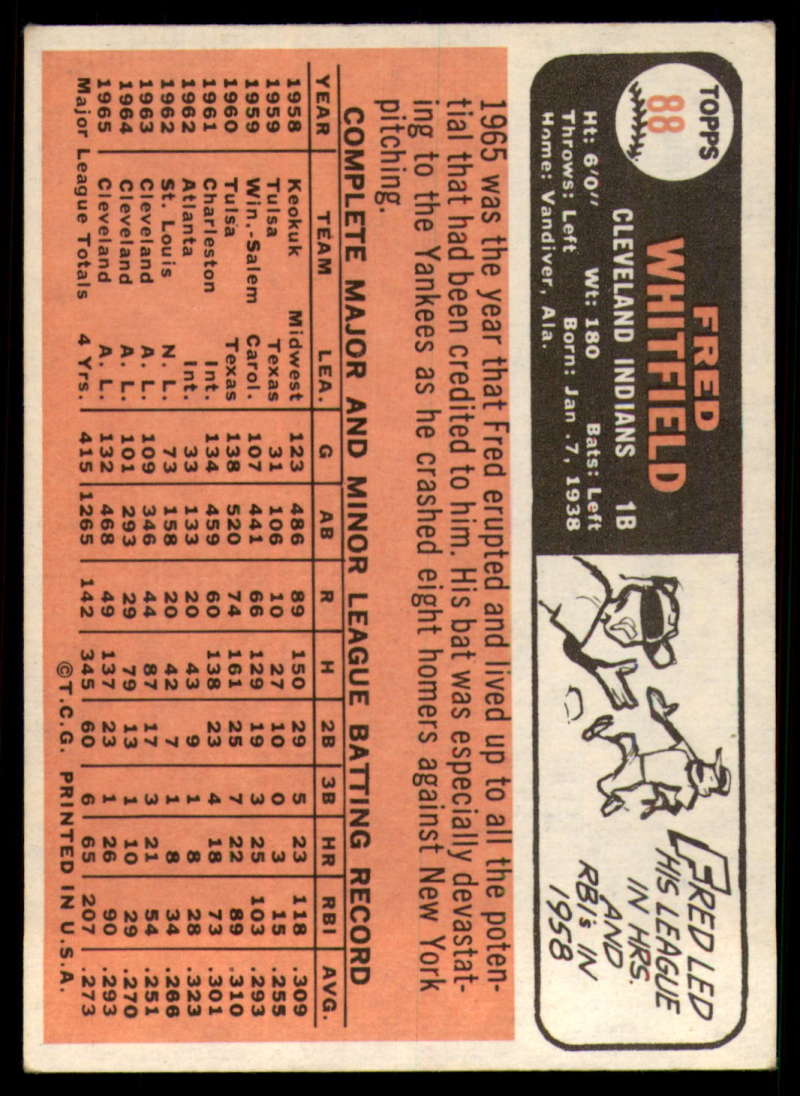 TOPPS
88
FRED
WHITFIELD
CLEVELAND INDIANS 1B
Ht: 6'0" Wt: 180 Bats: Left
Throws: Left Born: Jan .7, 1938
Home: Vandiver, Ala.
FRED LED
HIS LEAGUE
IN HRS.
AND
RBI's IN
1958
1965 was the year that Fred erupted and lived up to all the poten-
tial that had been credited to him. His bat was especially devastat-
ing to the Yankees as he crashed eight homers against New York
pitching.
COMPLETE MAJOR AND MINOR LEAGUE BATTING RECORD
YEAR TEAM LEA. G AB R H 2B 3B HR RBI AVG.
1958 Keokuk Midwest 123 486 89 150 29 5 23 118 .309
1959 Tulsa Texas 31 106 10 27 10 0 3 15 .255
1959 Win.-Salem Carol. 107 441 66 129 19 3 25 103 .293
1960 Tulsa Texas 138 520 74 161 25 7 22 89 .310
1961 Charleston Int. 134 459 60 138 23 4 18 73 .301
1962 Atlanta Int. 33 133 20 43 9 1 8 28 .323
1962 St. Louis N. L. 73 158 20 42 7 1 8 34 .266
1963 Cleveland A. L. 109 346 44 87 17 3 21 54 .251
1964 Cleveland A. L. 101 293 29 79 13 1 10 29 .270
1965 Cleveland A. L. 132 468 49 137 23 1 26 90 .293
Major League Totals 4 Yrs. 415 1265 142 345 60 6 65 207 .273
©T.C.G. PRINTED IN U.S.A.